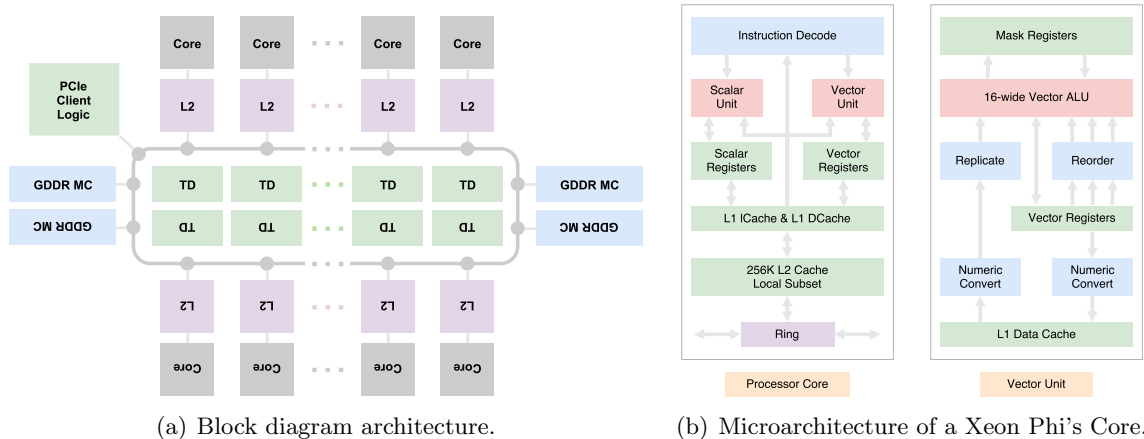 Core Core Core Core
PCIe
Client
Logic
L2 L2 L2 L2
GDDR MC TD TD TD TD GDDR MC
GDDR MC TD TD TD TD GDDR MC
L2 L2 L2 L2
Core Core Core Core
(a) Block diagram architecture.
Instruction Decode
Scalar
Unit
Vector
Unit
Scalar
Registers
Vector
Registers
L1 ICache & L1 DCache
256K L2 Cache
Local Subset
Ring
Processor Core
Mask Registers
16-wide Vector ALU
Replicate Reorder
Vector Registers
Numeric
Convert
Numeric
Convert
L1 Data Cache
Vector Unit
(b) Microarchitecture of a Xeon Phi's Core.